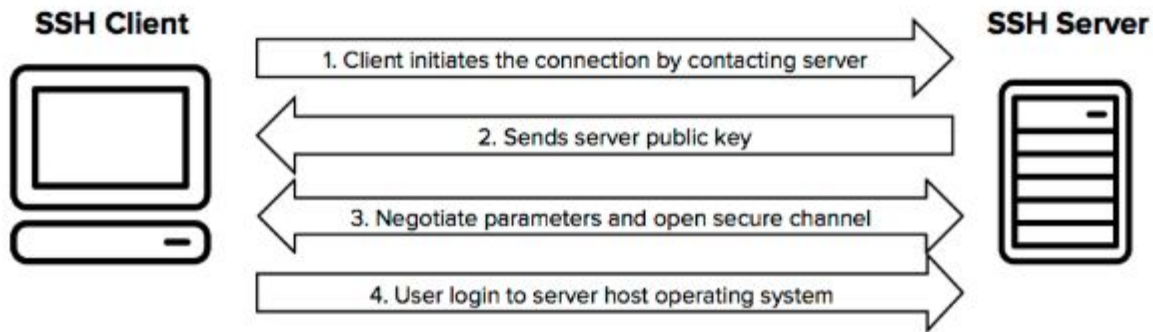 SSH Client
SSH Server
1. Client initiates the connection by contacting server
2. Sends server public key
3. Negotiate parameters and open secure channel
4. User login to server host operating system